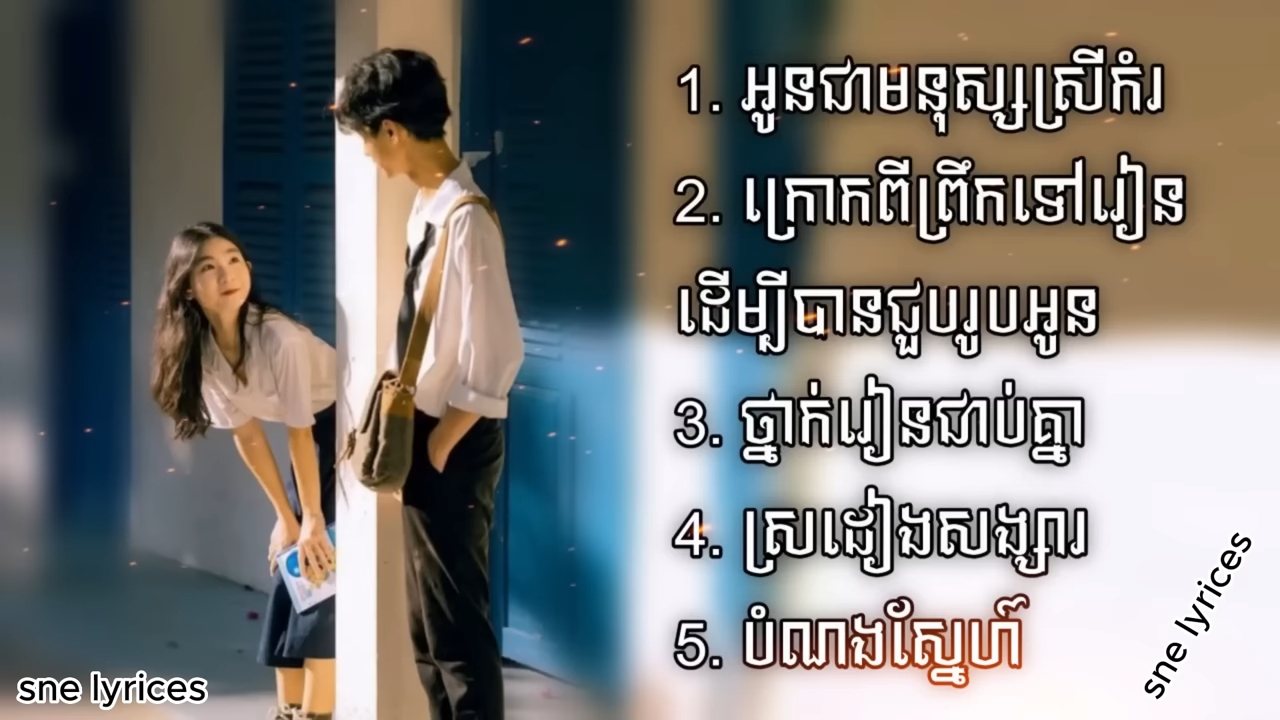 1. អូនជាមនុស្សស្រីកំរ
2. ក្រោកពីព្រឹកទៅរៀន
ដើម្បីបានជួបរូបអូន
3. ថ្នាក់រៀនជាប់គ្នា
4. ស្រដៀងសង្សារ
5. បំណងស្នែហ៍
sne lyrices
sne lyrices